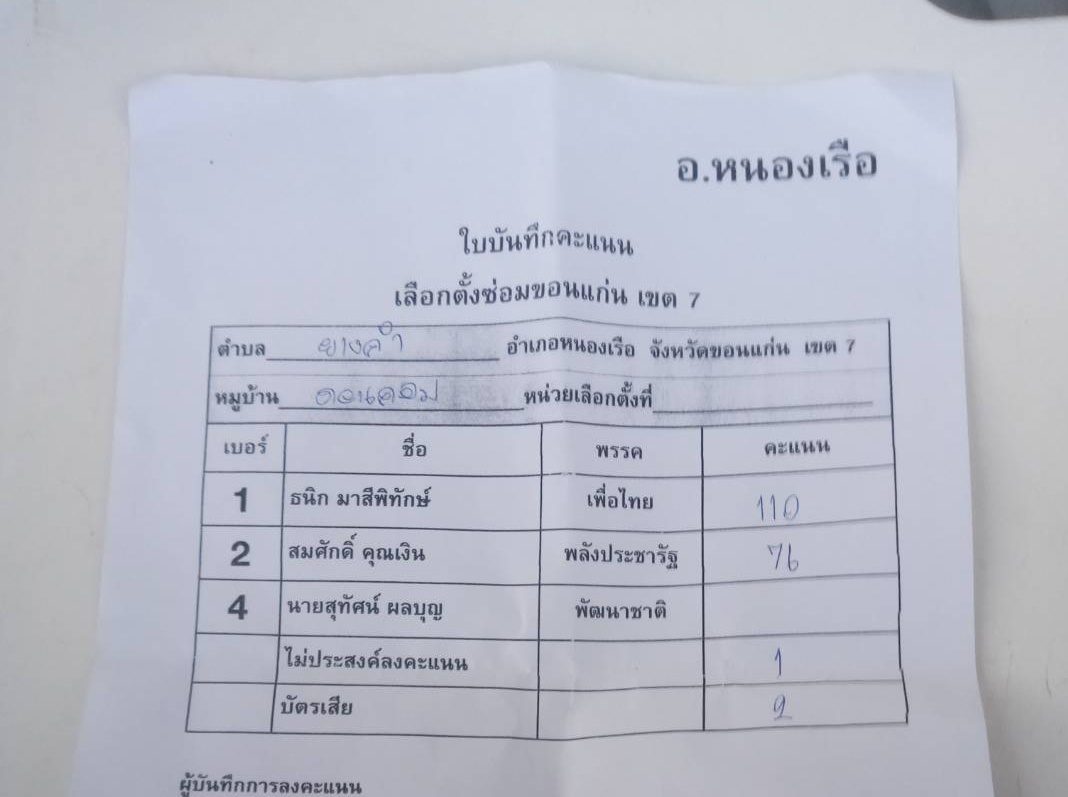 อ.หนองเรือ
ใบบันทึกคะแนน
เลือกตั้งซ่อมขอนแก่น เขต 7
ตำบล ยางคำ อำเภอหนองเรือ จังหวัดขอนแก่น เขต 7
หมูบ้าน ดอนดอม หน่วยเลือกตั้งที่
เบอร์ ชื่อ พรรค คะแนน
1 ธนิก มาสีพิทักษ์ เพื่อไทย 110
2 สมศักดิ์ คุณเงิน พลังประชารัฐ 76
4 นายสุทัศน์ ผลบุญ พัฒนาชาติ
ไม่ประสงค์ลงคะแนน 1
บัตรเสีย 2
ผู้บันทึกการลงคะแนน